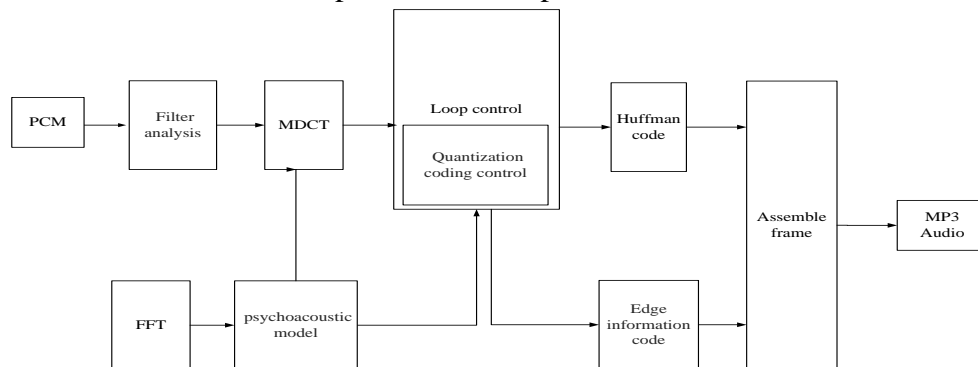 PCM
Filter
analysis
MDCT
Loop control
Quantization
coding control
Huffman
code
Assemble
frame
MP3
Audio
FFT
psychoacoustic
model
Edge
information
code